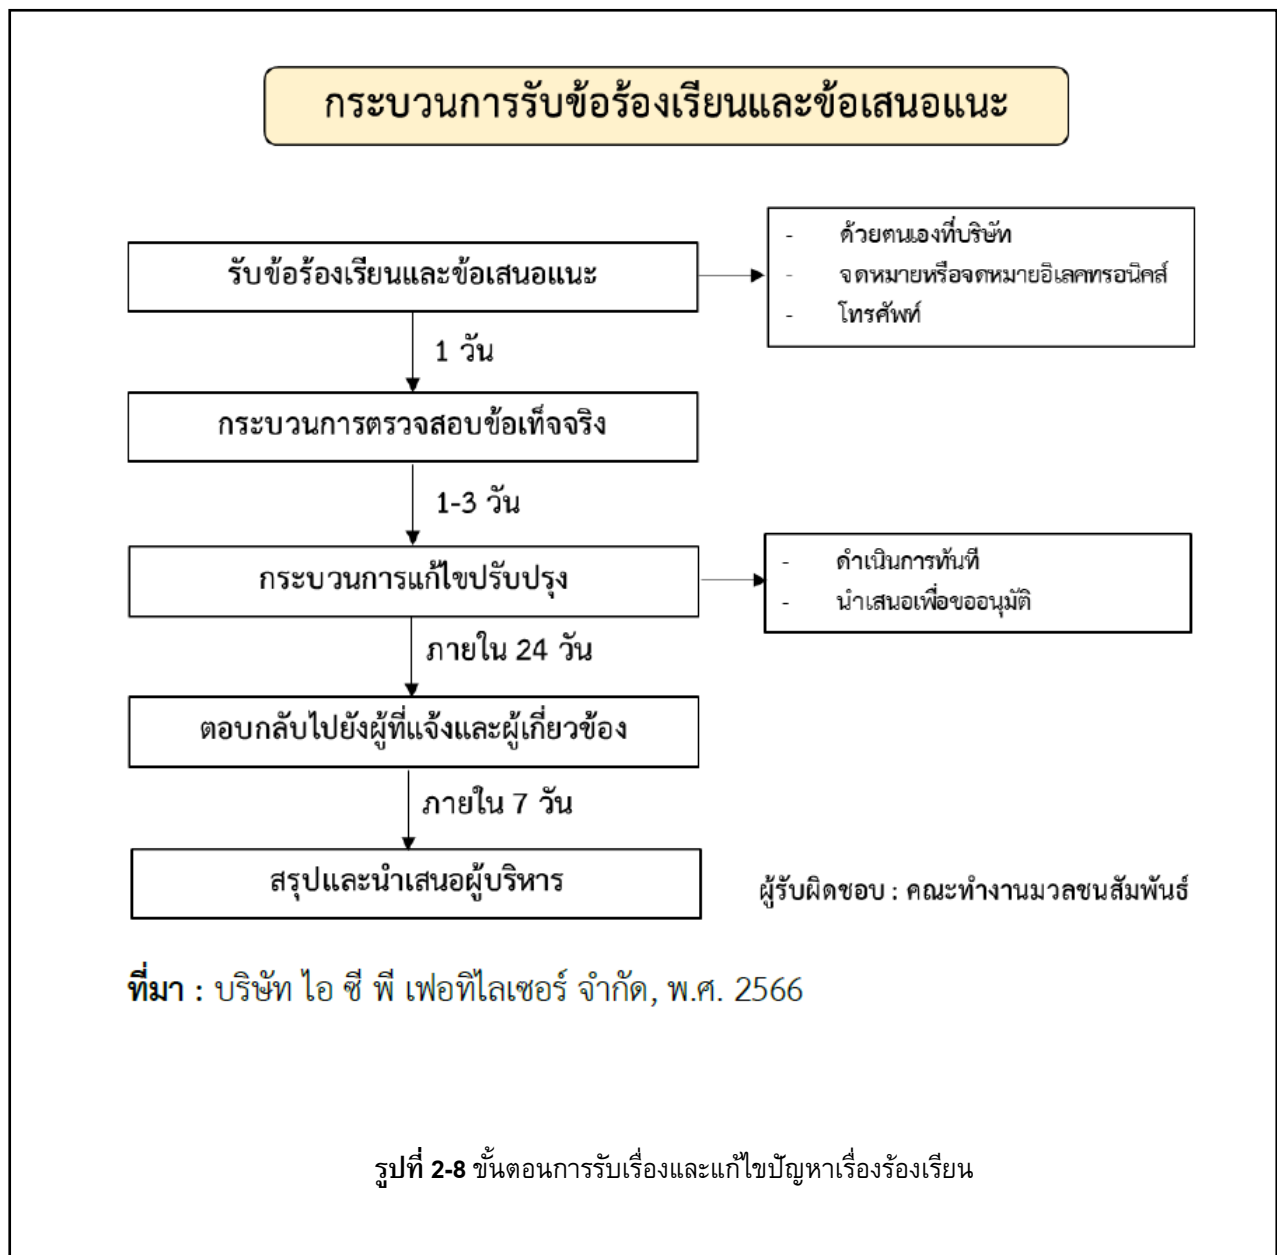 กระบวนการรับข้อร้องเรียนและข้อเสนอแนะ
รับข้อร้องเรียนและข้อเสนอแนะ
- ด้วยตนเองที่บริษัท
- จดหมายหรือจดหมายอิเลคทรอนิคส์
- โทรศัพท์
1 วัน
กระบวนการตรวจสอบข้อเท็จจริง
1-3 วัน
กระบวนการแก้ไขปรับปรุง
- ดำเนินการทันที
- นำเสนอเพื่อขออนุมัติ
ภายใน 24 วัน
ตอบกลับไปยังผู้ที่แจ้งและผู้เกี่ยวข้อง
ภายใน 7 วัน
สรุปและนำเสนอผู้บริหาร
ผู้รับผิดชอบ : คณะทำงานมวลชนสัมพันธ์
ที่มา : บริษัท ไอ ซี พี เฟอทิไลเซอร์ จำกัด, พ.ศ. 2566
รูปที่ 2-8 ขั้นตอนการรับเรื่องและแก้ไขปัญหาเรื่องร้องเรียน